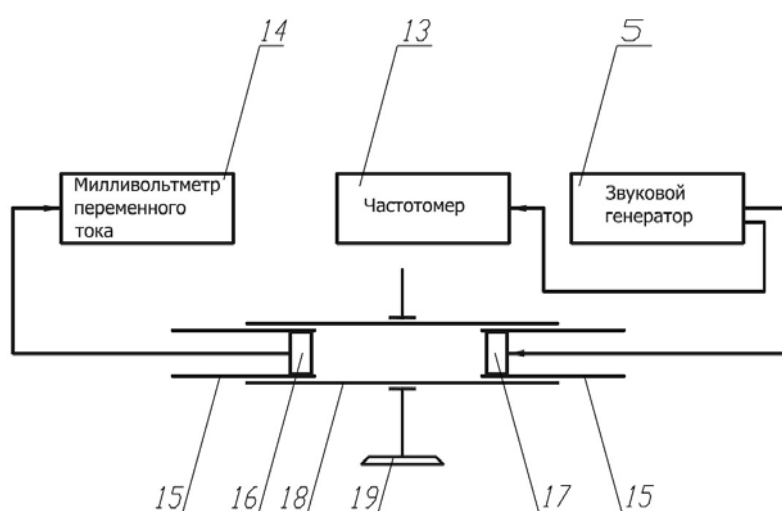 14
13
5
Милливольтметр
переменного
тока
Частотомер
Звуковой
генератор
15
16
18
19
17
15